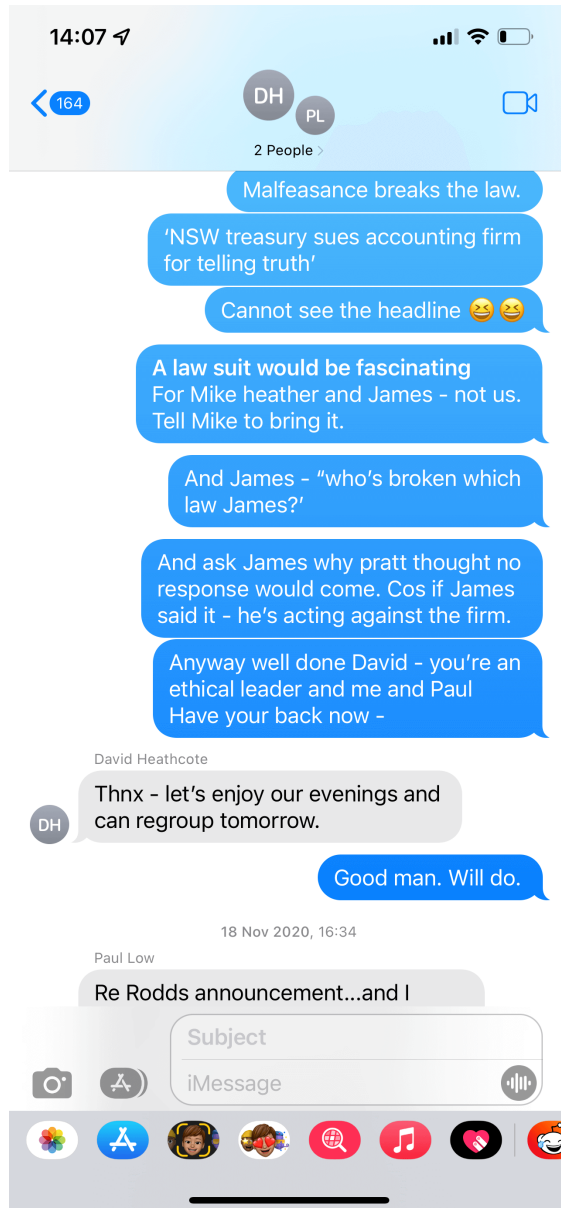 14:07
164
DH
PL
2 People
Malfeasance breaks the law.
‘NSW treasury sues accounting firm
for telling truth’
Cannot see the headline 😆 😆
A law suit would be fascinating
For Mike heather and James - not us.
Tell Mike to bring it.
And James - “who’s broken which
law James?’
And ask James why pratt thought no
response would come. Cos if James
said it - he’s acting against the firm.
Anyway well done David - you’re an
ethical leader and me and Paul
Have your back now -
David Heathcote
Thnx - let’s enjoy our evenings and
can regroup tomorrow.
DH
Good man. Will do.
18 Nov 2020, 16:34
Paul Low
Re Rodds announcement...and I
Subject
iMessage